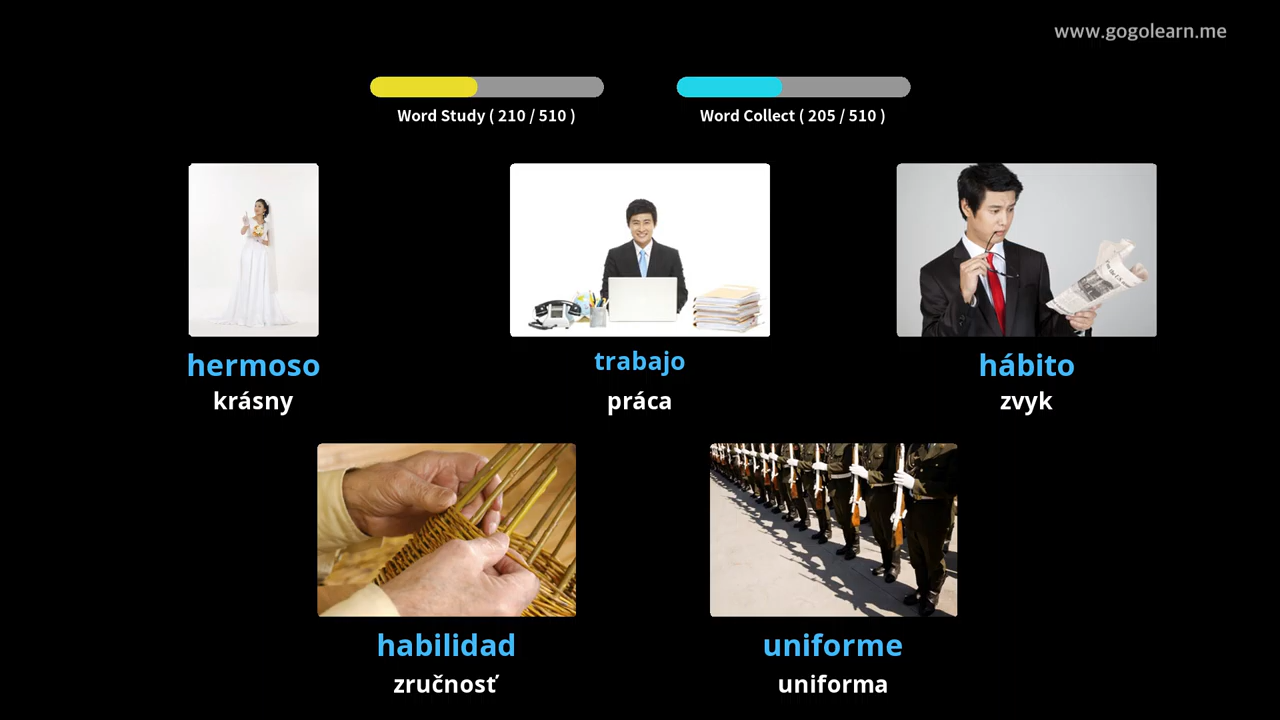 www.gogolearn.me
Word Study ( 210 / 510 )
Word Collect ( 205 / 510 )
hermoso
krásny
trabajo
práca
hábito
zvyk
habilidad
zručnosť
uniforme
uniforma